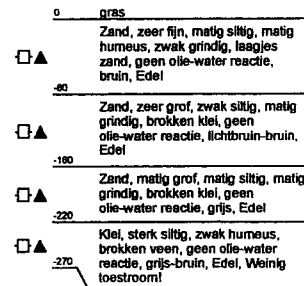 0 gras
Zand, zeer fijn, matig siltig, matig
humeus, zwak grindig, laagjes
zand, geen olie-water reactie,
bruin, Edel
-80
Zand, zeer grof, zwak siltig, matig
grindig, brokken klei, geen
olie-water reactie, lichtbruin-bruin,
Edel
-160
Zand, matig grof, matig siltig, matig
grindig, brokken klei, geen
olie-water reactie, grijs, Edel
-220
Klei, sterk siltig, zwak humeus,
brokken veen, geen olie-water
-270 reactie, grijs-bruin, Edel, Weinig
toestroom!